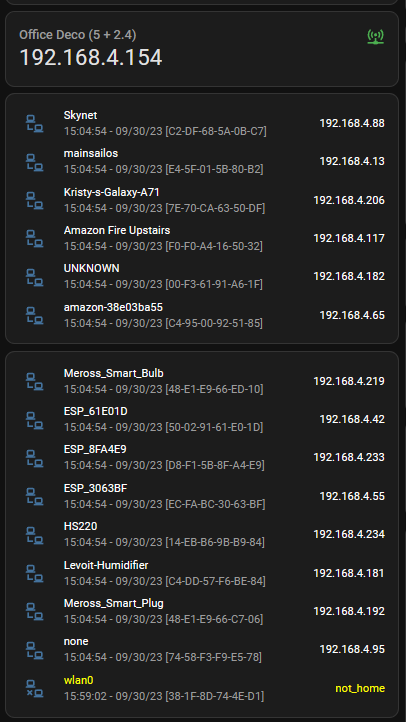 Office Deco (5 + 2.4)
192.168.4.154
Skynet
15:04:54 - 09/30/23 [C2-DF-68-5A-0B-C7]
192.168.4.88
mainsailos
15:04:54 - 09/30/23 [E4-5F-01-5B-80-B2]
192.168.4.13
Kristy-s-Galaxy-A71
15:04:54 - 09/30/23 [7E-70-CA-63-50-DF]
192.168.4.206
Amazon Fire Upstairs
15:04:54 - 09/30/23 [F0-F0-A4-16-50-32]
192.168.4.117
UNKNOWN
15:04:54 - 09/30/23 [00-F3-61-91-A6-1F]
192.168.4.182
amazon-38e03ba55
15:04:54 - 09/30/23 [C4-95-00-92-51-85]
192.168.4.65
Meross_Smart_Bulb
15:04:54 - 09/30/23 [48-E1-E9-66-ED-10]
192.168.4.219
ESP_61E01D
15:04:54 - 09/30/23 [50-02-91-61-E0-1D]
192.168.4.42
ESP_8FA4E9
15:04:54 - 09/30/23 [D8-F1-5B-8F-A4-E9]
192.168.4.233
ESP_3063BF
15:04:54 - 09/30/23 [EC-FA-BC-30-63-BF]
192.168.4.55
HS220
15:04:54 - 09/30/23 [14-EB-B6-9B-B9-84]
192.168.4.234
Levoit-Humidifier
15:04:54 - 09/30/23 [C4-DD-57-F6-BE-84]
192.168.4.181
Meross_Smart_Plug
15:04:54 - 09/30/23 [48-E1-E9-66-C7-06]
192.168.4.192
none
15:04:54 - 09/30/23 [74-58-F3-F9-E5-78]
192.168.4.95
wlan0
15:59:02 - 09/30/23 [38-1F-8D-74-4E-D1]
not_home